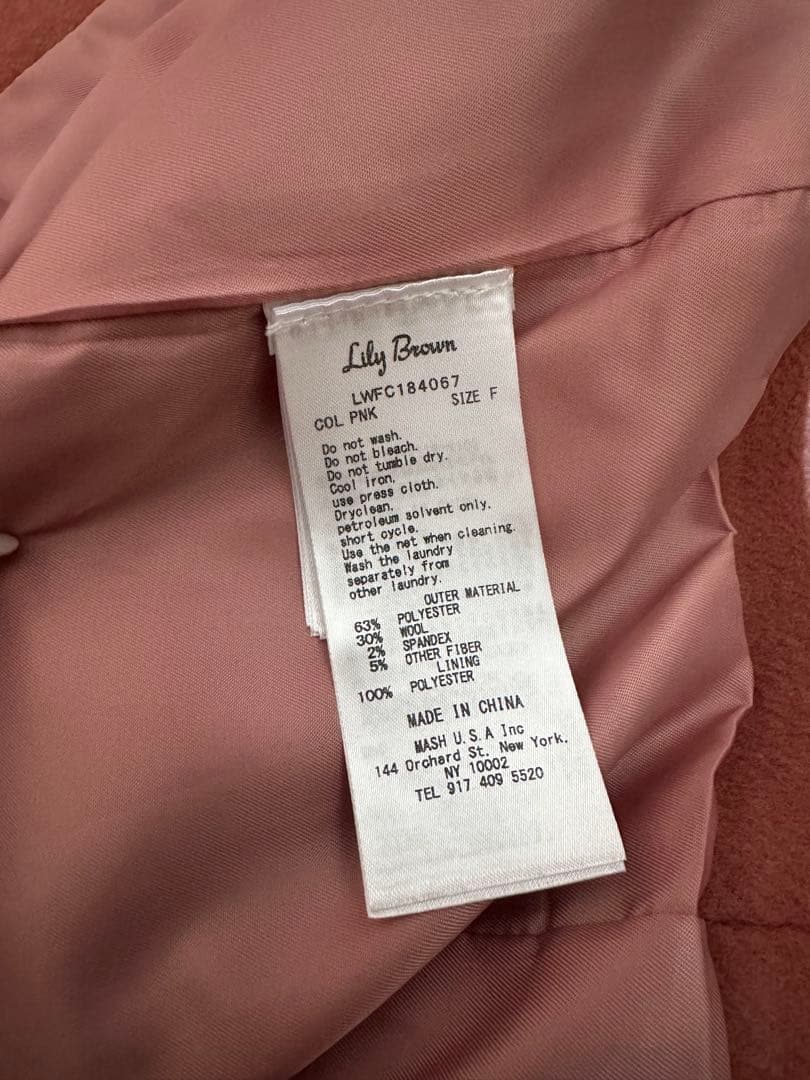 Lily Brown
LWFC184067
COL PNK SIZE F
Do not wash.
Do not bleach.
Do not tumble dry.
Cool iron.
use press cloth.
Dryclean.
petroleum solvent only.
short cycle.
Use the net when cleaning.
Wash the laundry
separately from
other laundry.
OUTER MATERIAL
63% POLYESTER
30% WOOL
2% SPANDEX
5% OTHER FIBER
LINING
100% POLYESTER
MADE IN CHINA
MASH U.S.A Inc
144 Orchard St. New York.
NY 10002
TEL 917 409 5520